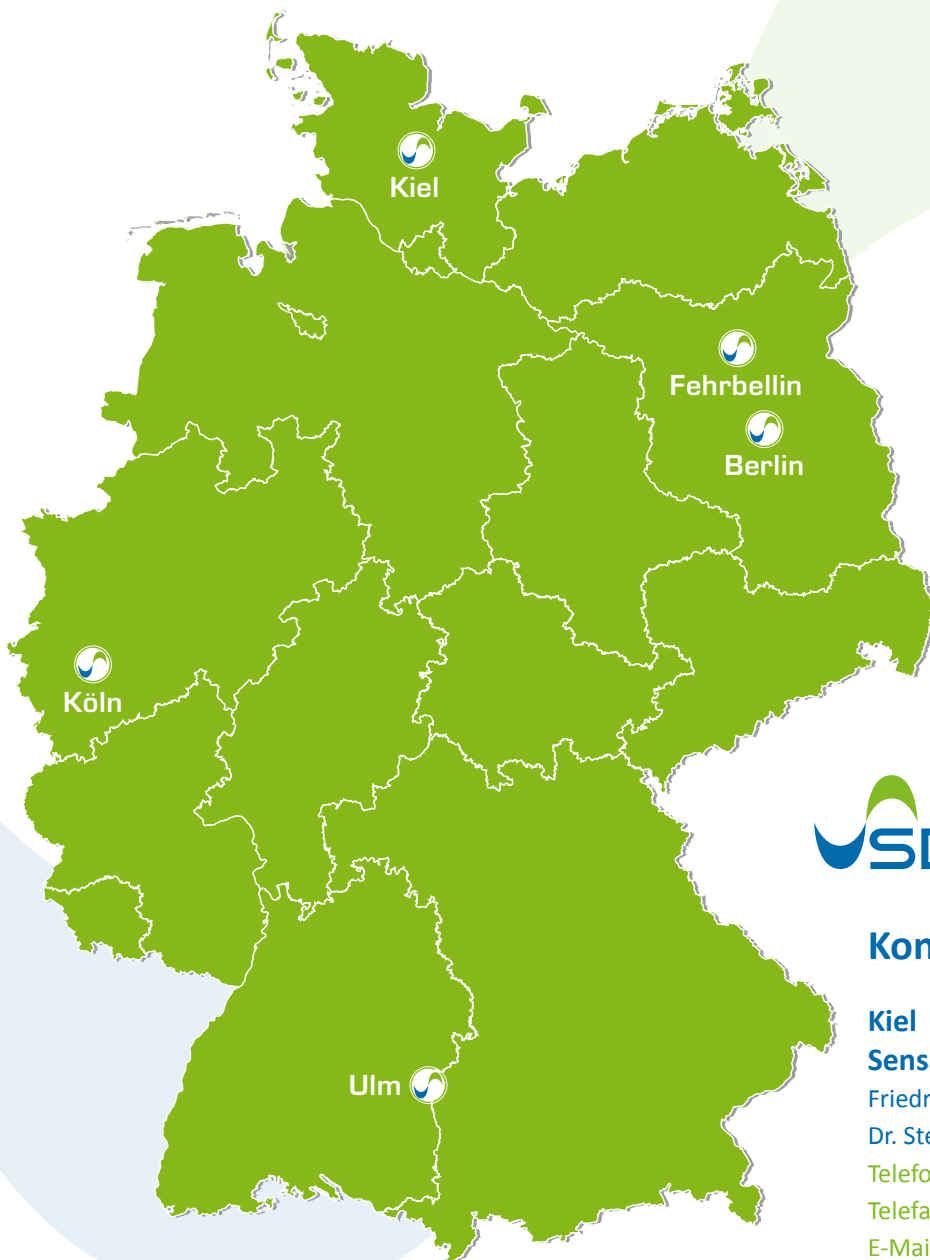 Kiel
Fehrbellin
Berlin
Köln
Ulm
Kon
Kiel
Sens
Friedr
Dr. Ste
Telefo
Telefa
E-Mai